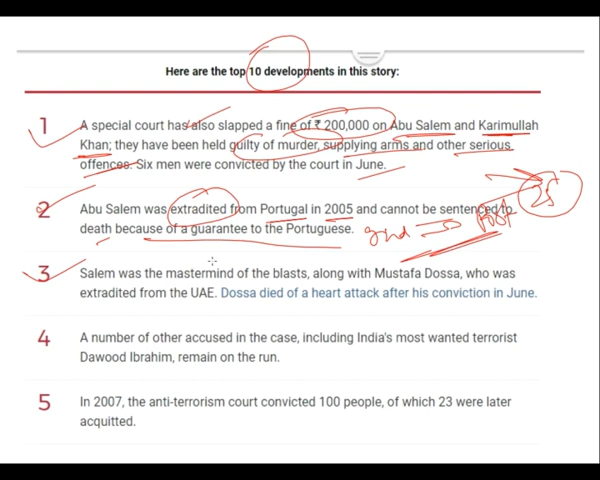 Here are the top 10 developments in this story:
1 A special court has also slapped a fine of ₹ 200,000 on Abu Salem and Karimullah
Khan; they have been held guilty of murder, supplying arms and other serious
offences. Six men were convicted by the court in June.
2 Abu Salem was extradited from Portugal in 2005 and cannot be sentenced to
death because of a guarantee to the Portuguese.
2nd
25
3 Salem was the mastermind of the blasts, along with Mustafa Dossa, who was
extradited from the UAE. Dossa died of a heart attack after his conviction in June.
4 A number of other accused in the case, including India's most wanted terrorist
Dawood Ibrahim, remain on the run.
5 In 2007, the anti-terrorism court convicted 100 people, of which 23 were later
acquitted.